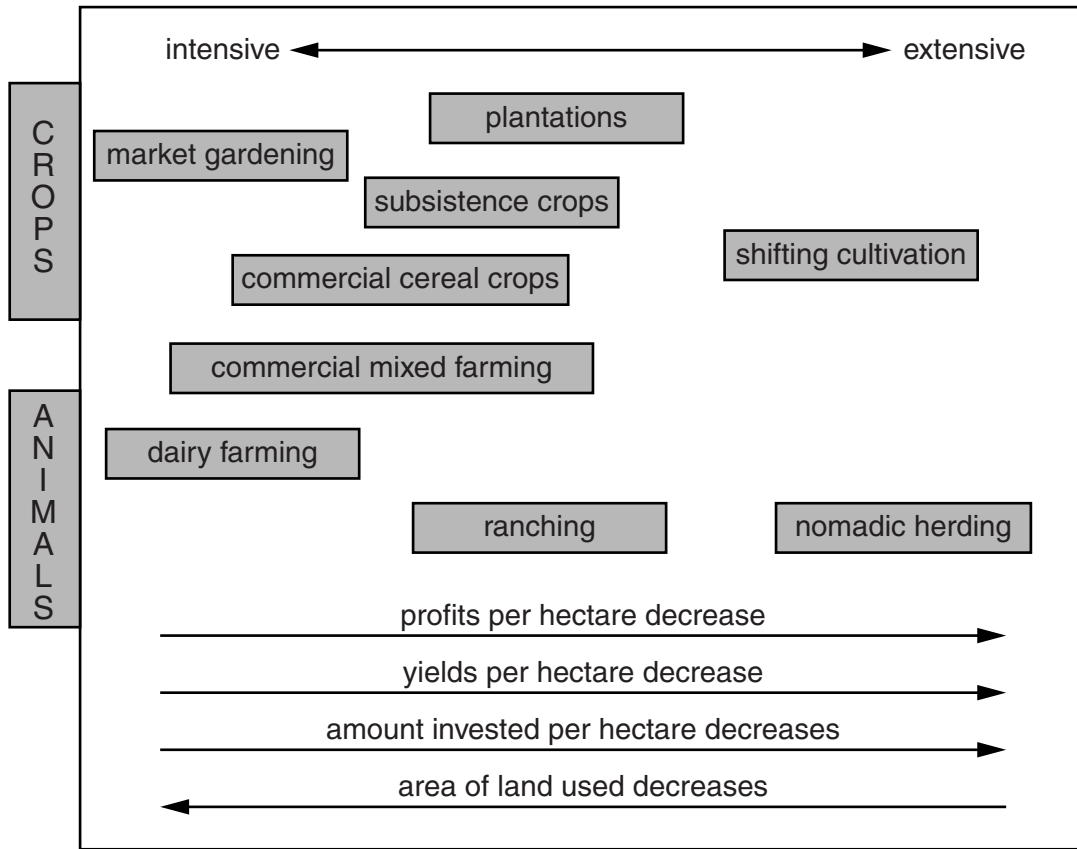 intensive extensive
CROPS
plantations
market gardening
subsistence crops
shifting cultivation
commercial cereal crops
commercial mixed farming
ANIMALS
dairy farming
ranching
nomadic herding
profits per hectare decrease
yields per hectare decrease
amount invested per hectare decreases
area of land used decreases